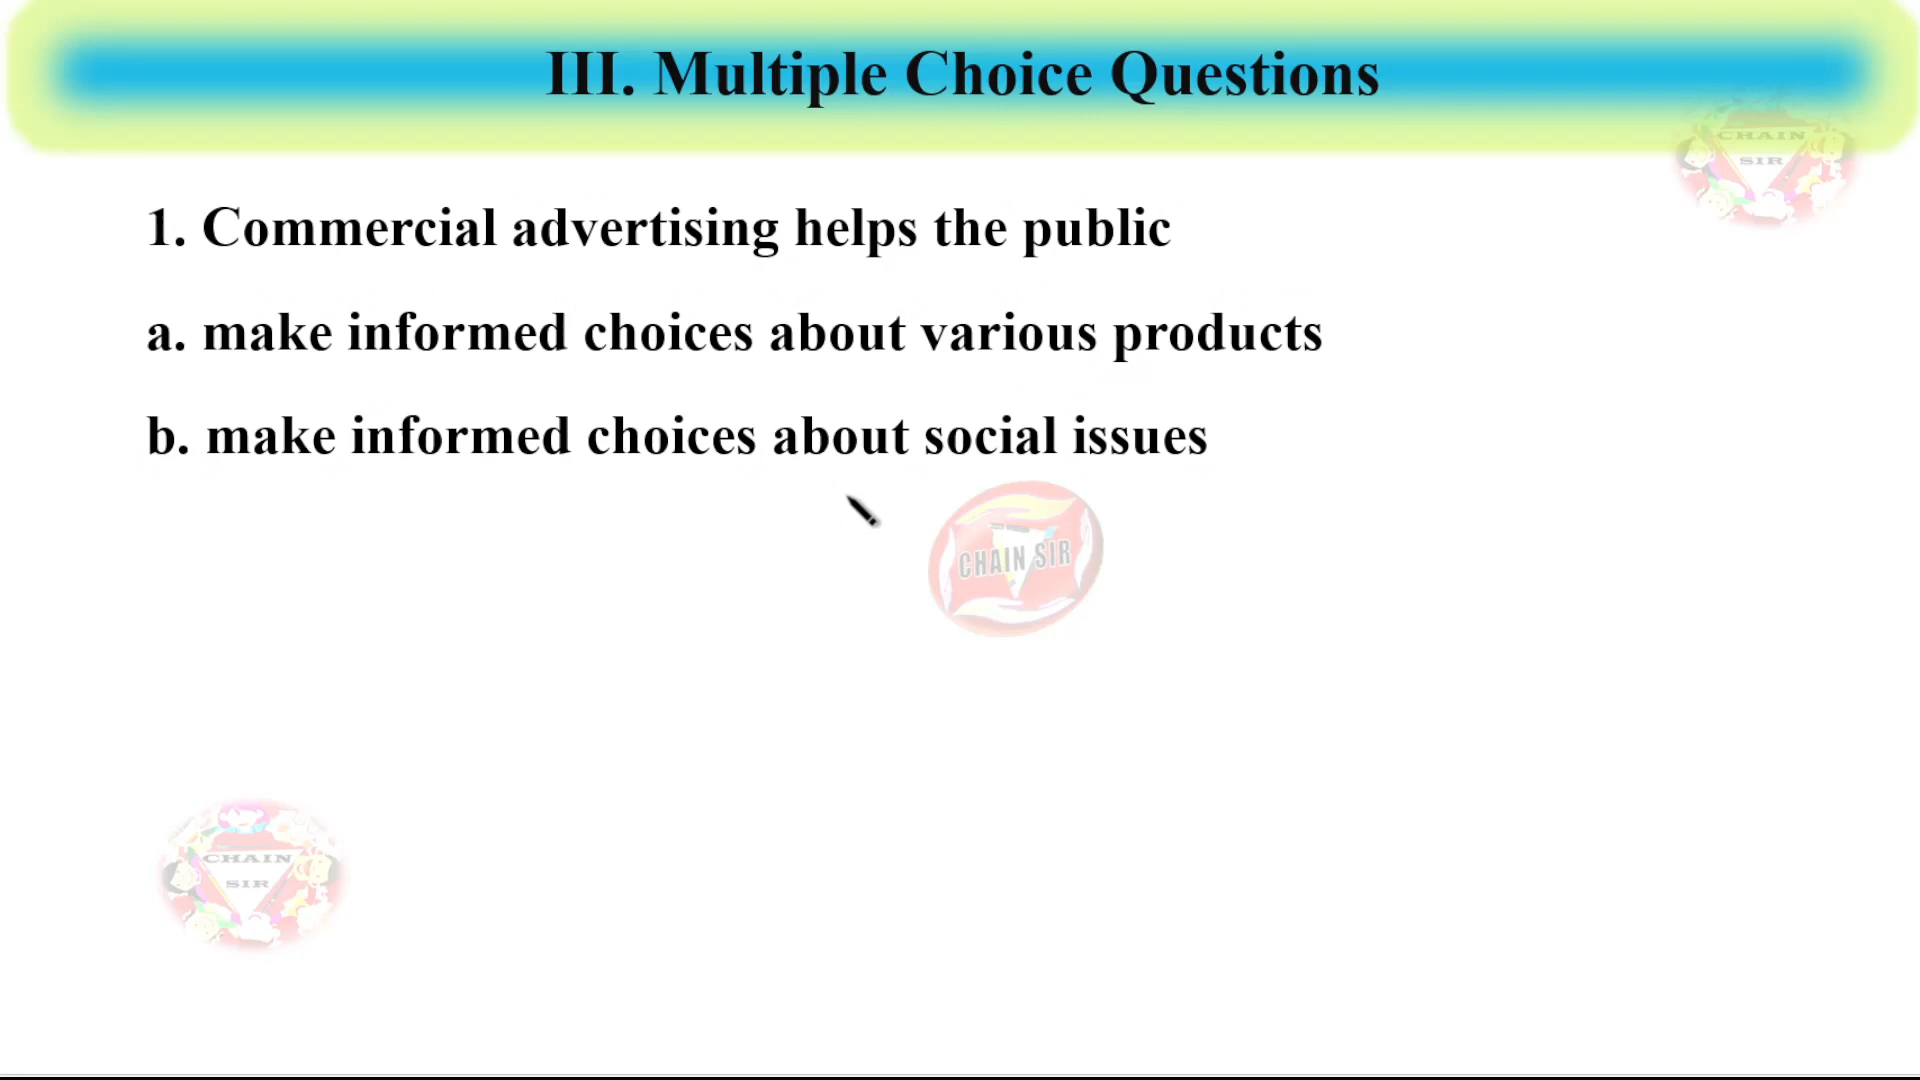 III. Multiple Choice Questions
CHAIN
SIR
1. Commercial advertising helps the public
a. make informed choices about various products
b. make informed choices about social issues
CHAIN SIR
CHAIN
SIR